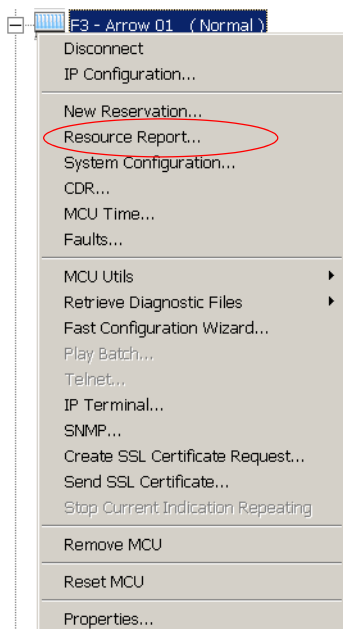 F3 - Arrow 01 ( Normal )
Disconnect
IP Configuration...
New Reservation...
Resource Report...
System Configuration...
CDR...
MCU Time...
Faults...
MCU Utils
Retrieve Diagnostic Files
Fast Configuration Wizard...
Play Batch...
Telnet...
IP Terminal...
SNMP...
Create SSL Certificate Request...
Send SSL Certificate...
Stop Current Indication Repeating
Remove MCU
Reset MCU
Properties...